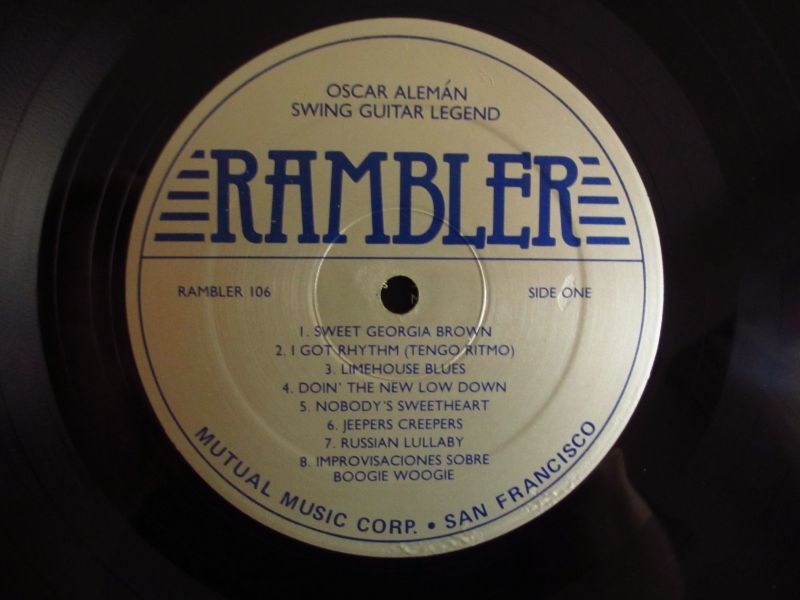 OSCAR ALEMÁN
SWING GUITAR LEGEND
RAMBLER
RAMBLER 106
SIDE ONE
1. SWEET GEORGIA BROWN
2. I GOT RHYTHM (TENGO RITMO)
3. LIMEHOUSE BLUES
4. DOIN' THE NEW LOW DOWN
5. NOBODY'S SWEETHEART
6. JEEPERS CREEPERS
7. RUSSIAN LULLABY
8. IMPROVISACIONES SOBRE
BOOGIE WOOGIE
MUTUAL MUSIC CORP. • SAN FRANCISCO